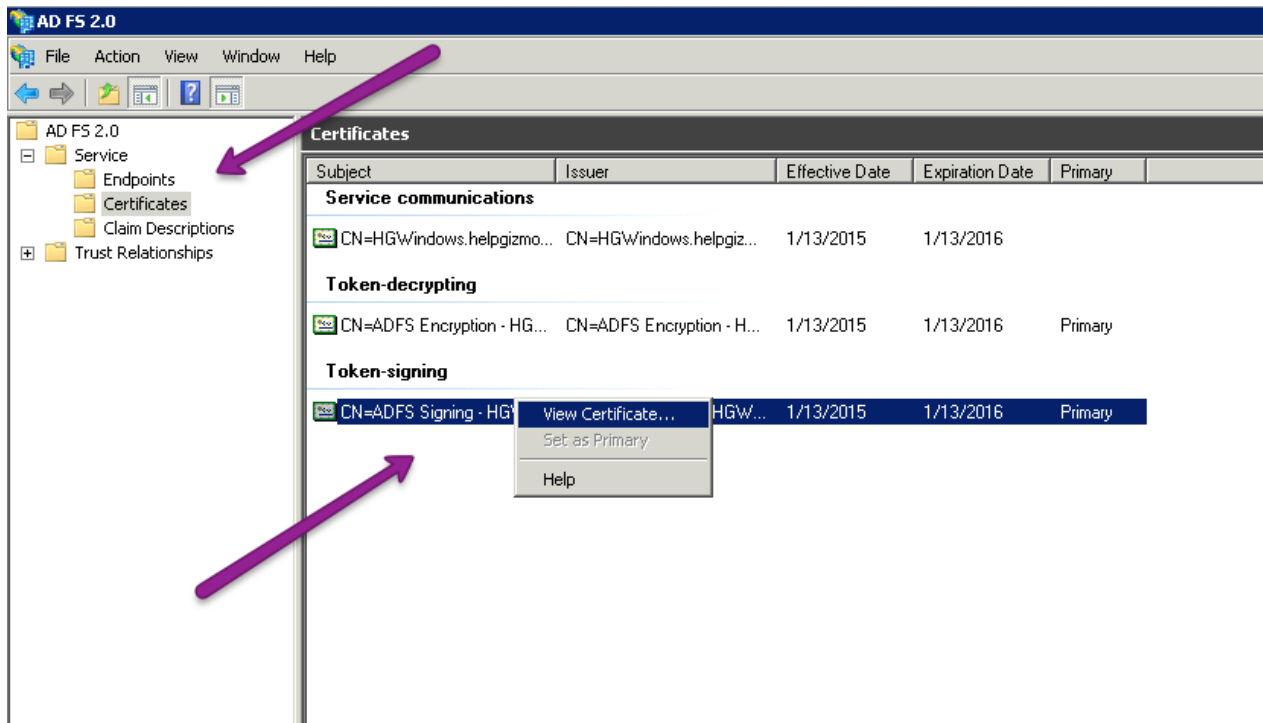 AD FS 2.0
File Action View Window Help
AD FS 2.0
Service
Endpoints
Certificates
Claim Descriptions
Trust Relationships
Certificates
Subject Issuer Effective Date Expiration Date Primary
Service communications
CN=HGWindows.helpgizmo... CN=HGWindows.helpgiz... 1/13/2015 1/13/2016
Token-decrypting
CN=ADFS Encryption - HG... CN=ADFS Encryption - H... 1/13/2015 1/13/2016 Primary
Token-signing
CN=ADFS Signing - HG HGW... 1/13/2015 1/13/2016 Primary
View Certificate...
Set as Primary
Help